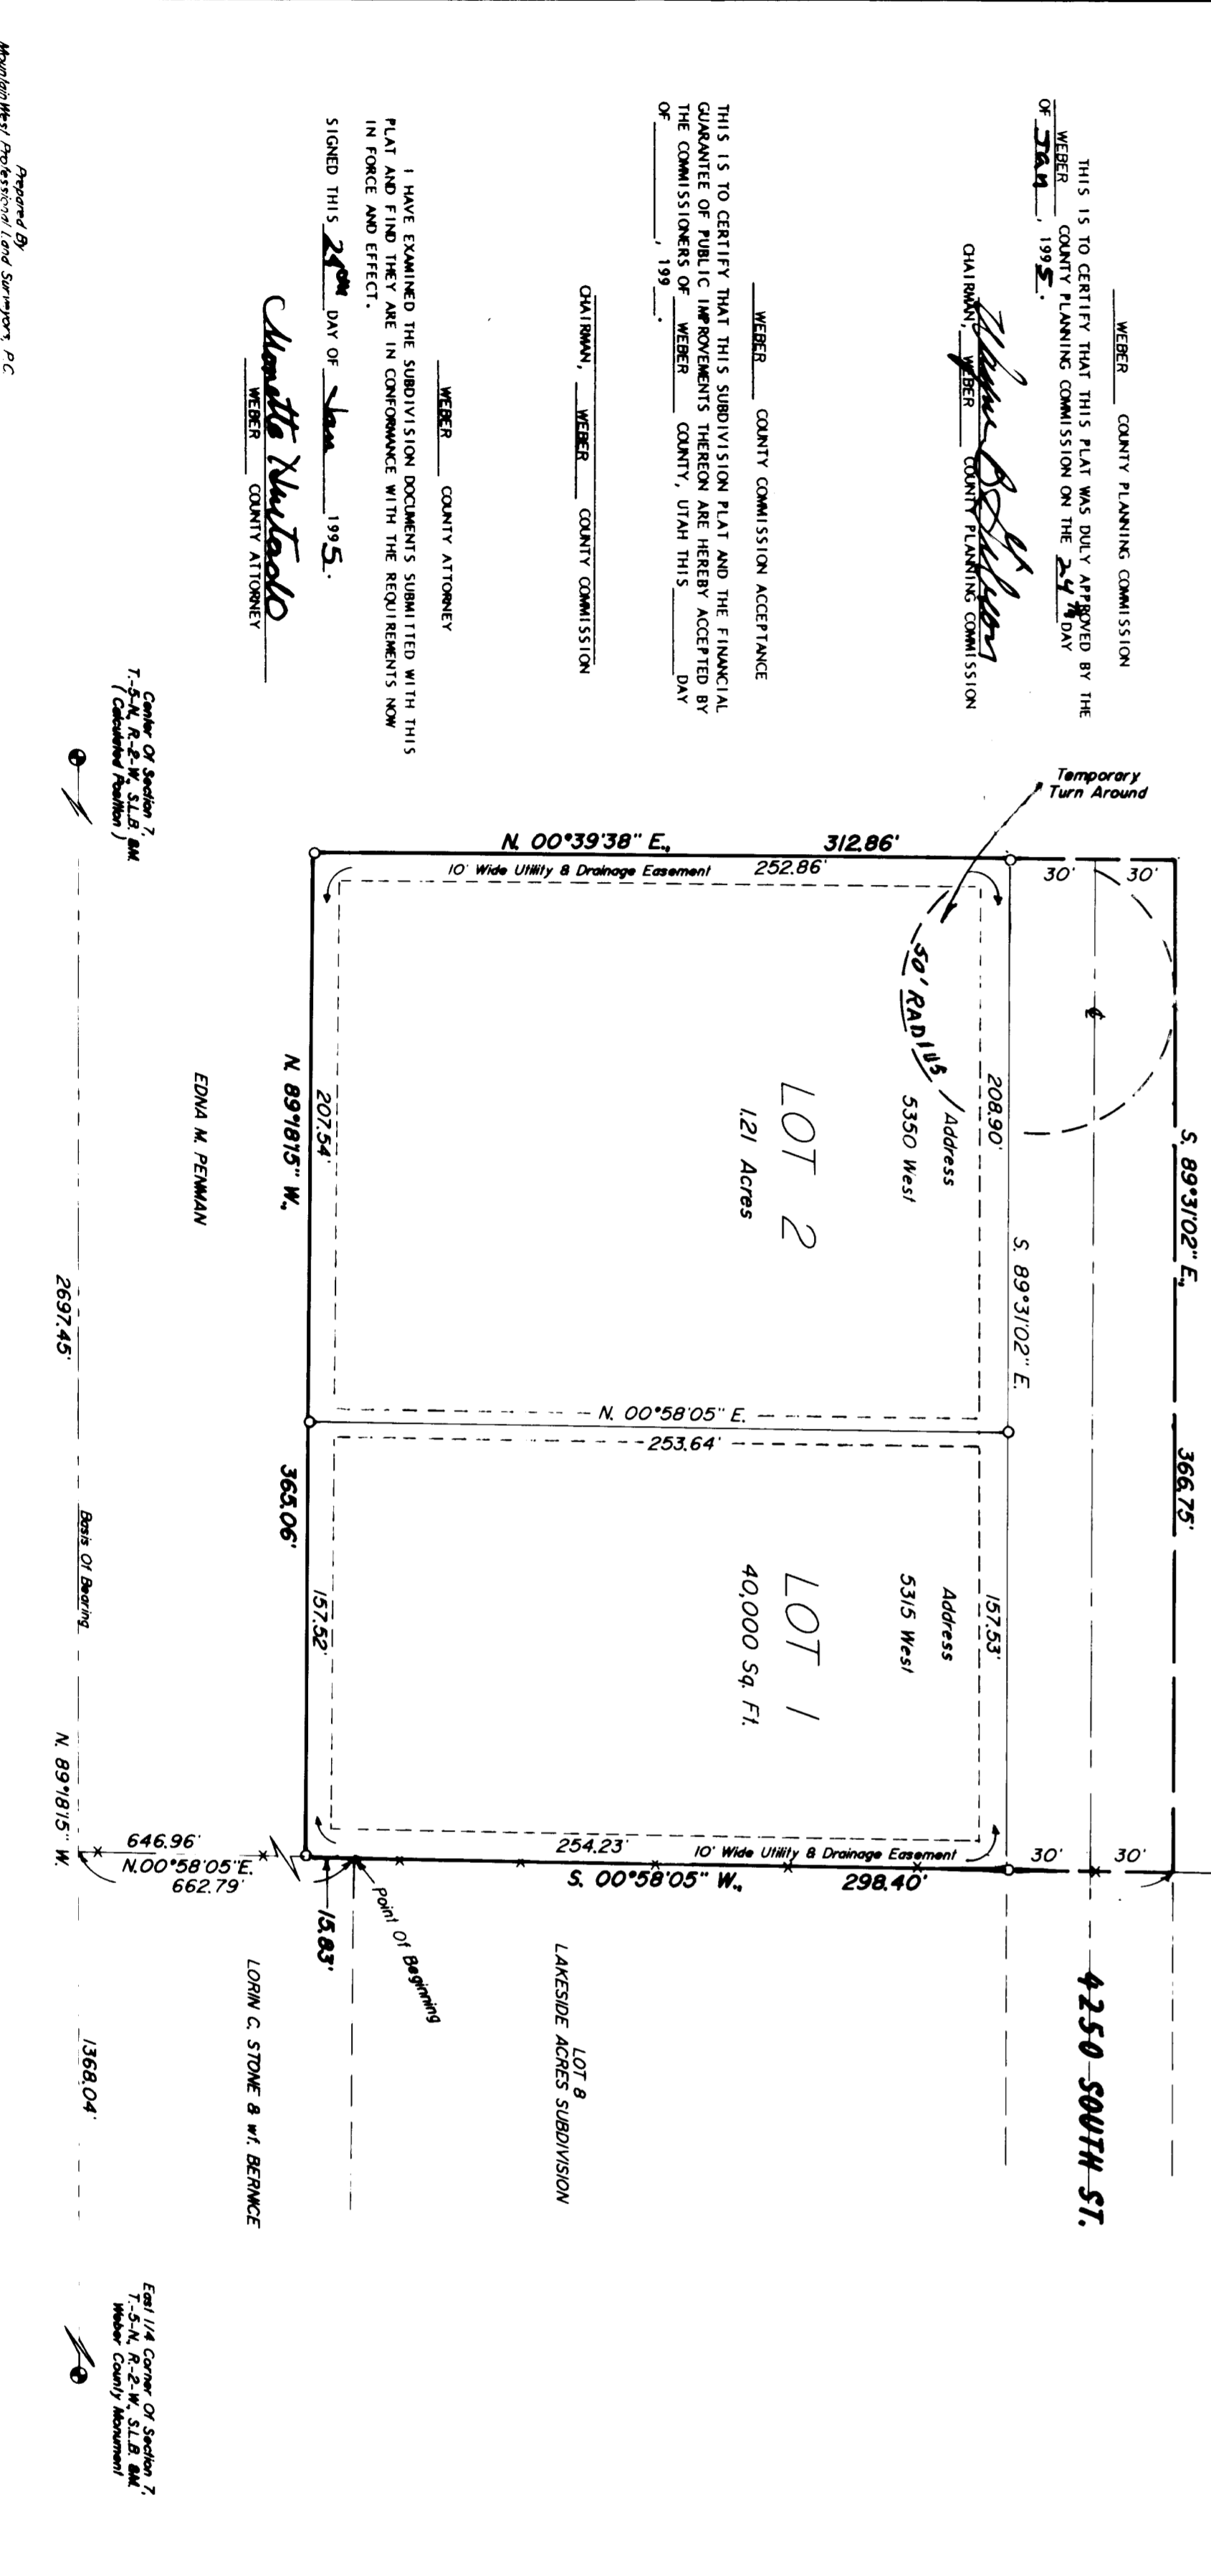 WEBER COUNTY PLANNING COMMISSION
THIS IS TO CERTIFY THAT THIS PLAT WAS DULY APPROVED BY THE
WEBER COUNTY PLANNING COMMISSION ON THE 24th DAY
OF Jan, 1995.
CHAIRMAN, WEBER COUNTY PLANNING COMMISSION
WEBER COUNTY COMMISSION ACCEPTANCE
THIS IS TO CERTIFY THAT THIS SUBDIVISION PLAT AND THE FINANCIAL
GUARANTEE OF PUBLIC IMPROVEMENTS THEREON ARE HEREBY ACCEPTED BY
THE COMMISSIONERS OF WEBER COUNTY, UTAH THIS ______ DAY
OF ________, 199__.
CHAIRMAN, WEBER COUNTY COMMISSION
WEBER COUNTY ATTORNEY
I HAVE EXAMINED THE SUBDIVISION DOCUMENTS SUBMITTED WITH THIS
PLAT AND FIND THEY ARE IN CONFORMANCE WITH THE REQUIREMENTS NOW
IN FORCE AND EFFECT.
SIGNED THIS 24th DAY OF Jan 1995.
WEBER COUNTY ATTORNEY
Prepared By
Mountain West Professional Land Surveyors, P.C.
Temporary
Turn Around
N. 00°39'38" E., 312.86'
10' Wide Utility & Drainage Easement 252.86'
30' 30'
50' RADIUS
S. 89°31'02" E., 366.75'
S. 89°31'02" E.
208.90'
Address
5350 West
LOT 2
1.21 Acres
207.54'
N. 89°18'15" W., 365.06'
N. 00°58'05" E.
253.64'
157.53'
Address
5315 West
LOT 1
40,000 Sq. Ft.
157.52'
254.23' 10' Wide Utility & Drainage Easement
30' 30'
S. 00°58'05" W., 298.40'
EDNA M. PENMAN
Center Of Section 7,
T.-5-N, R.-2-W, S.L.B. &M.
( Calculated Position )
2697.45'
Basis Of Bearing
N. 89°18'15" W.
646.96'
N.00°58'05"E.
662.79'
15.83'
Point Of Beginning
4250 SOUTH ST.
LOT 8
LAKESIDE ACRES SUBDIVISION
LORIN C. STONE & wf. BERNICE
1368.04'
East 1/4 Corner Of Section 7,
T.-5-N, R.-2-W, S.L.B. &M.
Weber County Monument